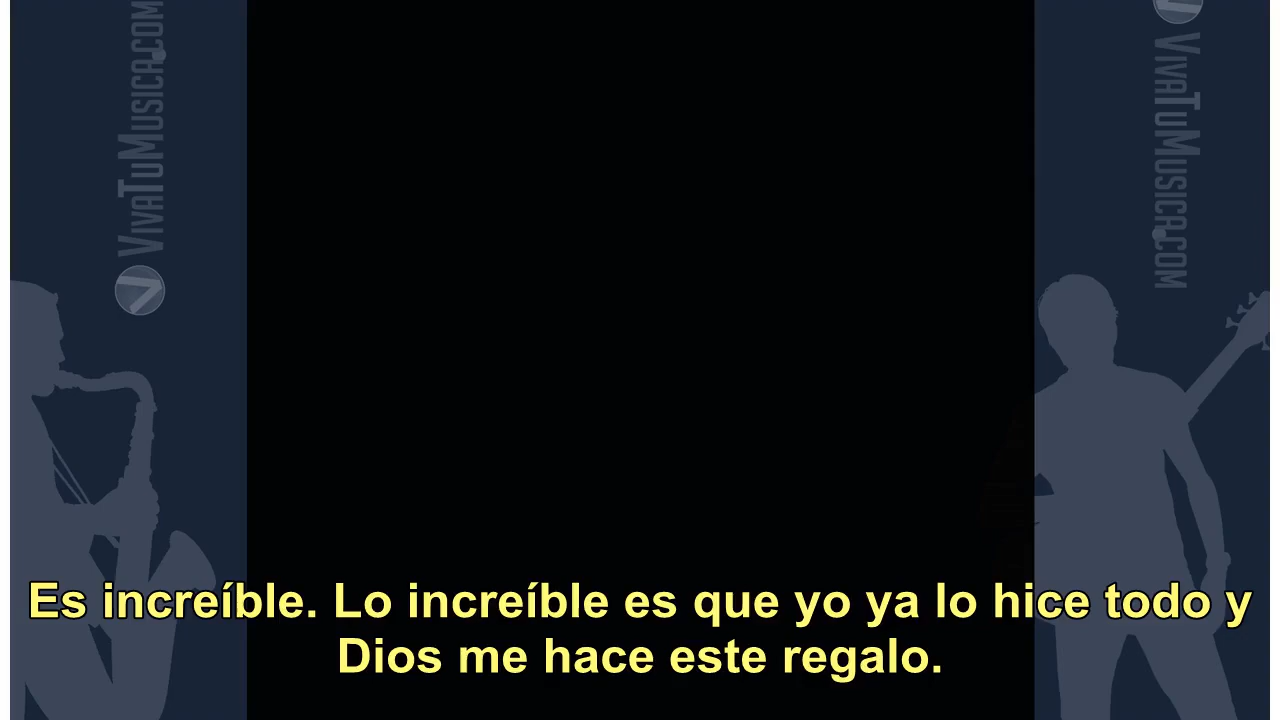 VIVATUMUSICA.COM
VIVATUMUSICA.COM
Es increíble. Lo increíble es que yo ya lo hice todo y
Dios me hace este regalo.